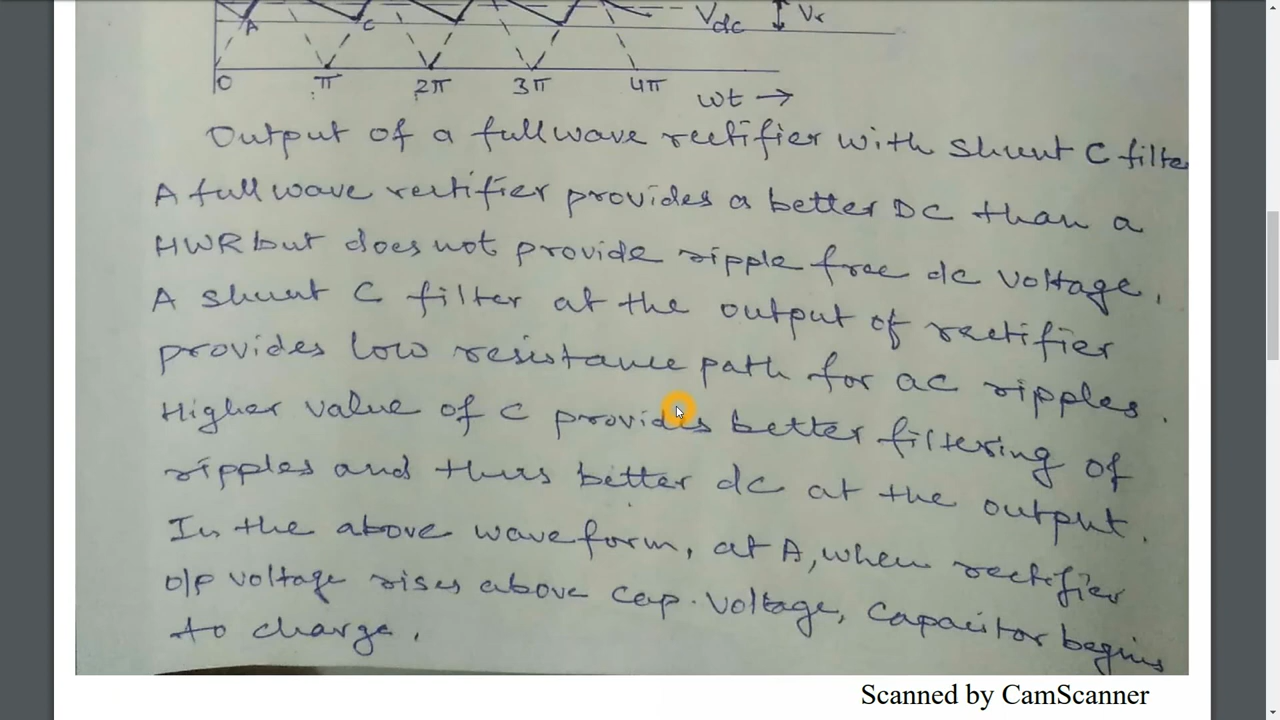 A C Vdc Vr
0 π 2π 3π 4π
wt →
Output of a fullwave rectifier with shunt C filte
A full wave rectifier provides a better DC than a
HWR but does not provide ripple free dc voltage.
A shunt C filter at the output of rectifier
provides low resistance path for ac ripples.
Higher value of C provides better filtering of
ripples and thus better dc at the output.
In the above waveform, at A, when rectifier
o/p voltage rises above cap. voltage, capacitor begins
to charge.
Scanned by CamScanner